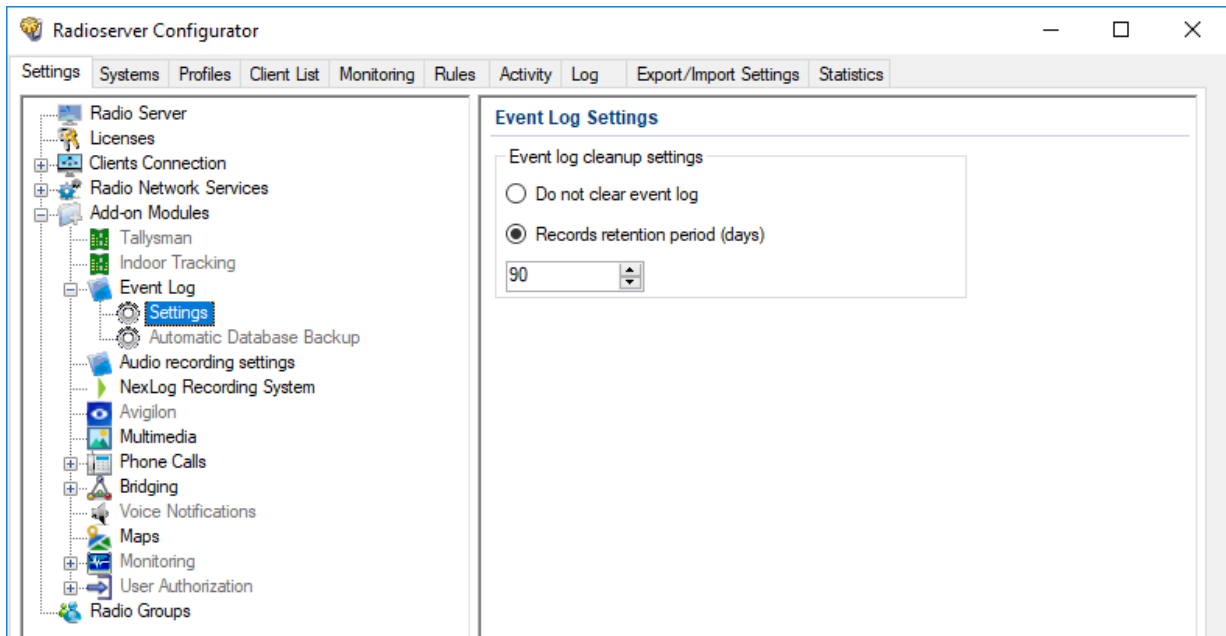 Radioserver Configurator
Settings Systems Profiles Client List Monitoring Rules Activity Log Export/Import Settings Statistics
Radio Server
Licenses
Clients Connection
Radio Network Services
Add-on Modules
Tallysman
Indoor Tracking
Event Log
Settings
Automatic Database Backup
Audio recording settings
NexLog Recording System
Avigilon
Multimedia
Phone Calls
Bridging
Voice Notifications
Maps
Monitoring
User Authorization
Radio Groups
Event Log Settings
Event log cleanup settings
Do not clear event log
Records retention period (days)
90